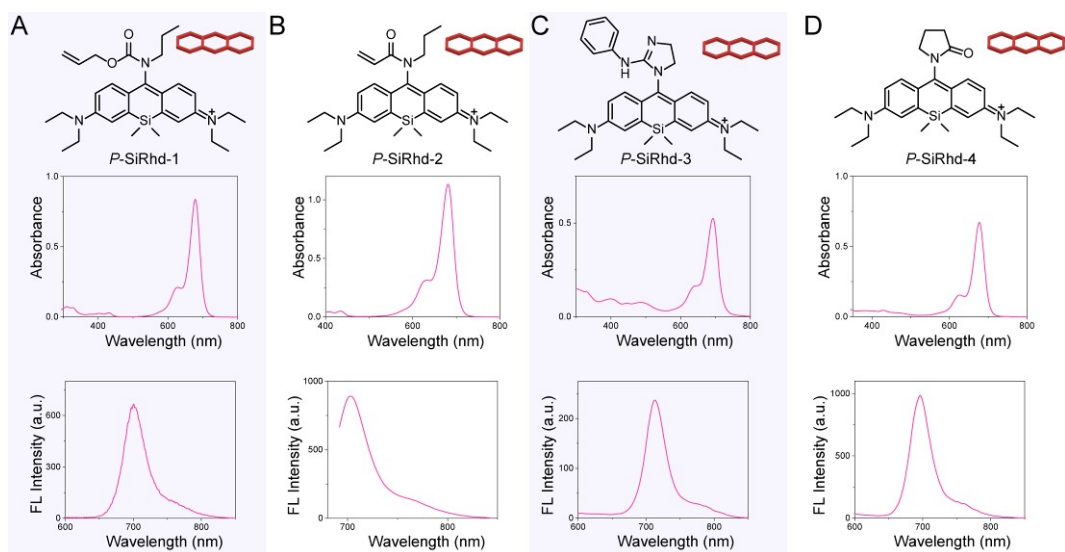 A
B
C
D
O
O
N
N
Si
N
+
P-SiRhd-1
O
N
N
Si
N
+
P-SiRhd-2
N
NH
N
N
Si
N
+
P-SiRhd-3
N
O
N
Si
N
+
P-SiRhd-4
1.0
0.5
0.0
Absorbance
400
600
800
Wavelength (nm)
1.0
0.5
0.0
Absorbance
400
500
600
700
800
Wavelength (nm)
0.5
0.0
Absorbance
400
600
800
Wavelength (nm)
1.0
0.5
0.0
Absorbance
400
600
800
Wavelength (nm)
600
300
0
FL Intensity (a.u.)
600
700
800
Wavelength (nm)
1000
750
500
250
0
FL Intensity (a.u.)
700
800
Wavelength (nm)
200
100
0
FL Intensity (a.u.)
600
700
800
Wavelength (nm)
1000
500
0
FL Intensity (a.u.)
600
700
800
Wavelength (nm)